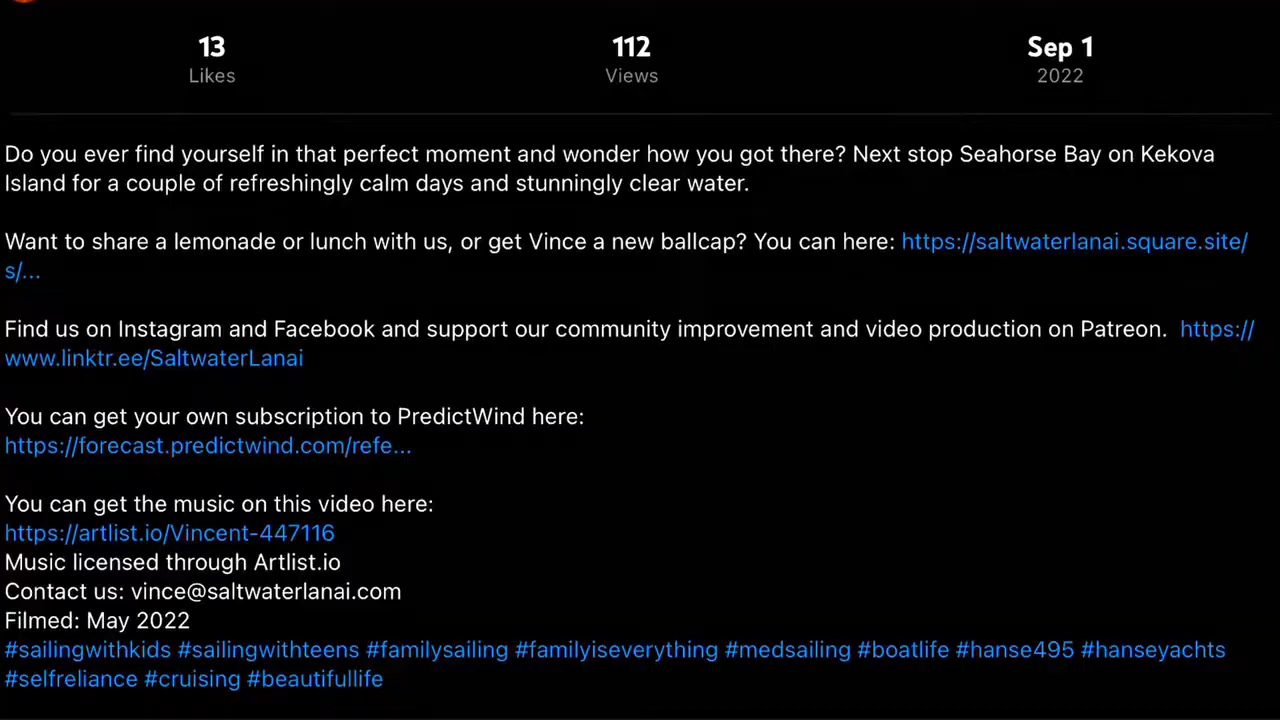 13 112 Sep 1
Likes Views 2022
Do you ever find yourself in that perfect moment and wonder how you got there? Next stop Seahorse Bay on Kekova
Island for a couple of refreshingly calm days and stunningly clear water.
Want to share a lemonade or lunch with us, or get Vince a new ballcap? You can here: https://saltwaterlanai.square.site/
s/...
Find us on Instagram and Facebook and support our community improvement and video production on Patreon. https://
www.linktr.ee/SaltwaterLanai
You can get your own subscription to PredictWind here:
https://forecast.predictwind.com/refe...
You can get the music on this video here:
https://artlist.io/Vincent-447116
Music licensed through Artlist.io
Contact us: vince@saltwaterlanai.com
Filmed: May 2022
#sailingwithkids #sailingwithteens #familysailing #familyiseverything #medsailing #boatlife #hanse495 #hanseyachts
#selfreliance #cruising #beautifullife